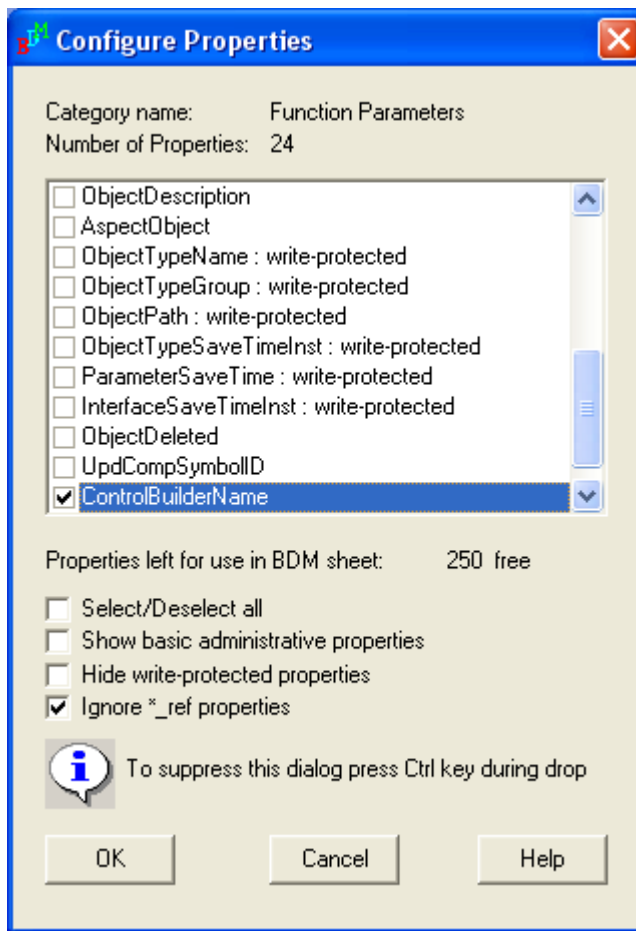 BDM Configure Properties
Category name: Function Parameters
Number of Properties: 24
ObjectDescription
AspectObject
ObjectTypeName : write-protected
ObjectTypeGroup : write-protected
ObjectPath : write-protected
ObjectTypeSaveTimeInst : write-protected
ParameterSaveTime : write-protected
InterfaceSaveTimeInst : write-protected
ObjectDeleted
UpdCompSymbolID
ControlBuilderName
Properties left for use in BDM sheet: 250 free
Select/Deselect all
Show basic administrative properties
Hide write-protected properties
Ignore *_ref properties
To suppress this dialog press Ctrl key during drop
OK Cancel Help